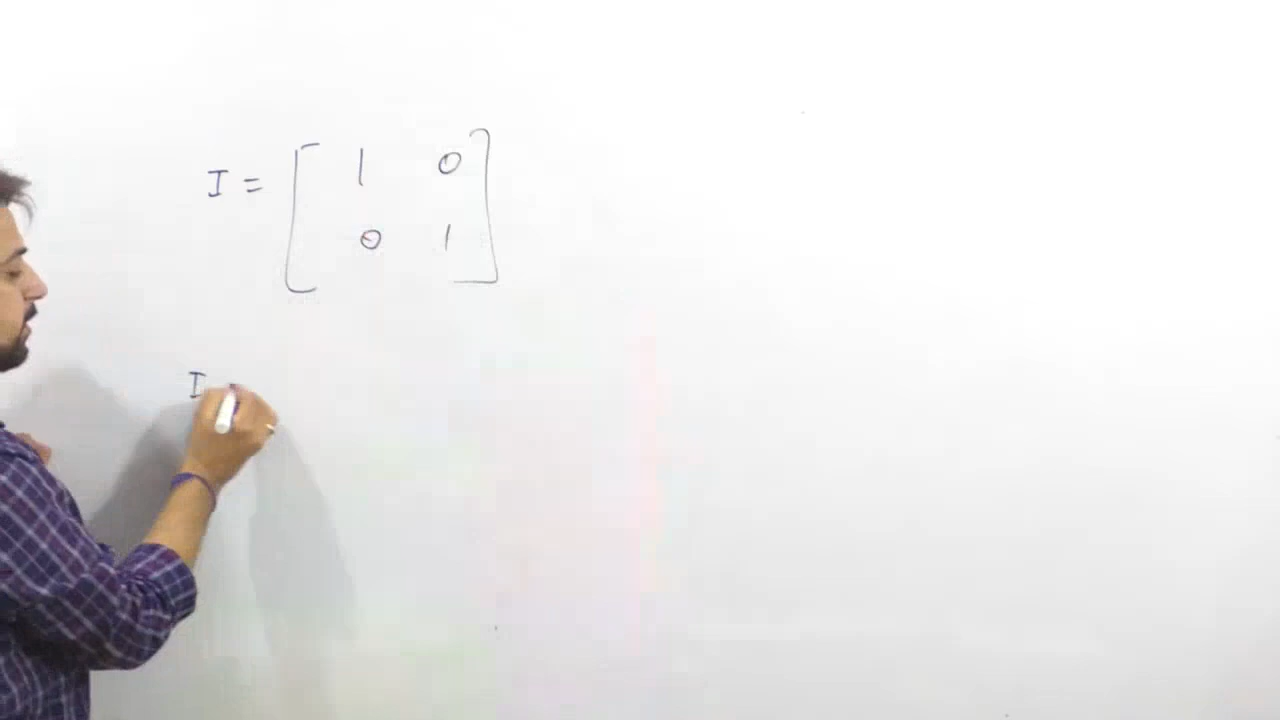 I = [ 1 0
0 1 ]
I